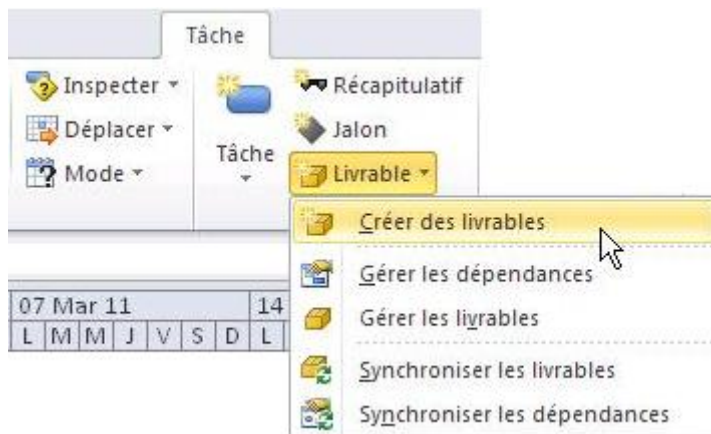 Tâche
Inspecter
Déplacer
Mode
Tâche
Récapitulatif
Jalon
Livrable
Créer des livrables
Gérer les dépendances
Gérer les livrables
Synchroniser les livrables
Synchroniser les dépendances
07 Mar 11 14
L M M J V S D L